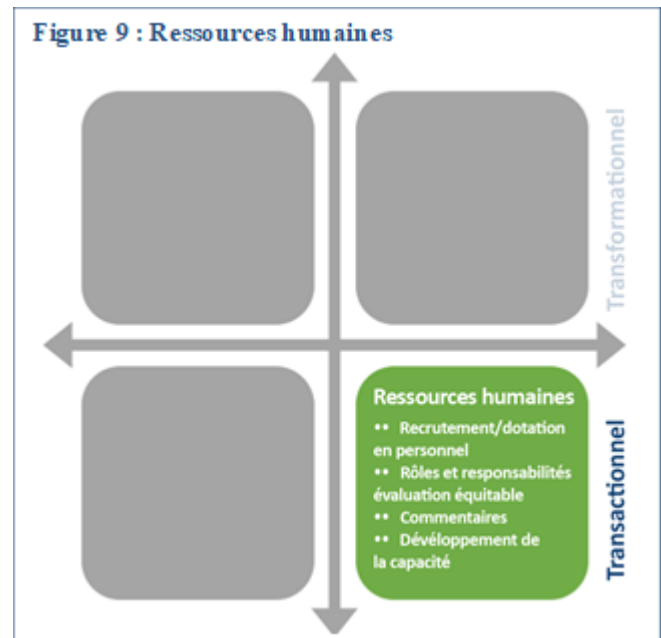 Figure 9 : Ressources humaines
Transformationnel
Ressources humaines
•• Recrutement/dotation
en personnel
•• Rôles et responsabilités
évaluation équitable
•• Commentaires
•• Dévéloppement de
la capacité
Transactionnel